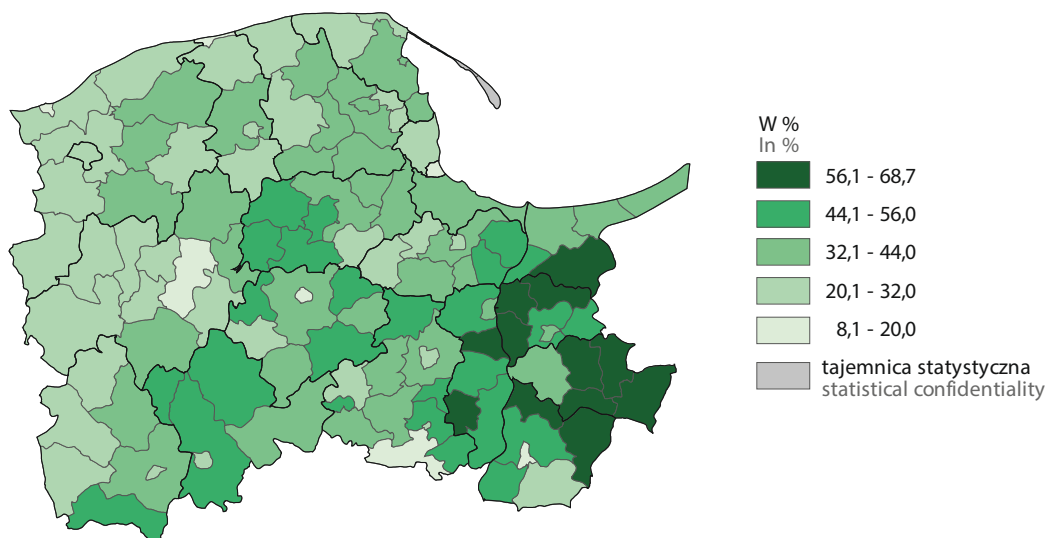 W %
In %
56,1 - 68,7
44,1 - 56,0
32,1 - 44,0
20,1 - 32,0
8,1 - 20,0
tajemnica statystyczna
statistical confidentiality